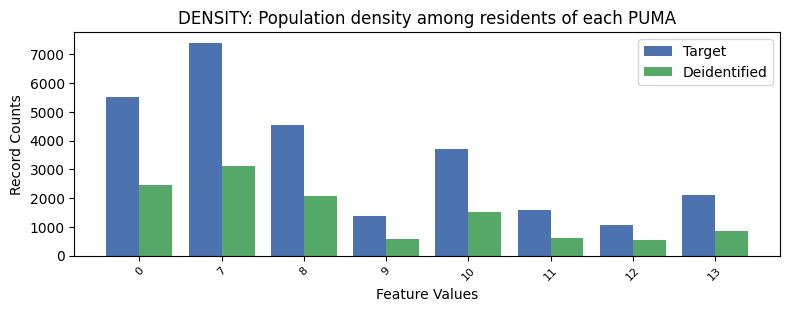 DENSITY: Population density among residents of each PUMA
Target
Deidentified
Record Counts
7000
6000
5000
4000
3000
2000
1000
0
0 7 8 9 10 11 12 13
Feature Values